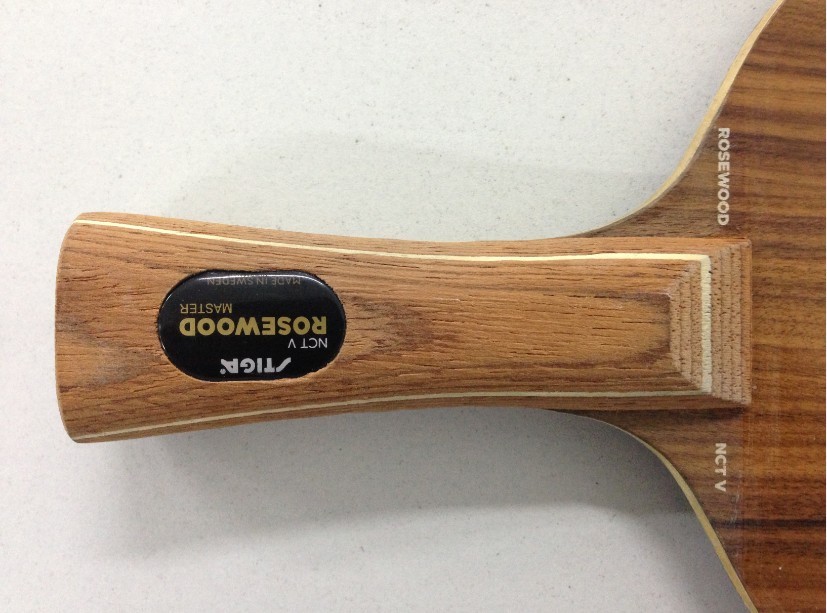 STIGA
NCT V
ROSEWOOD
MASTER
MADE IN SWEDEN
ROSEWOOD
NCT V